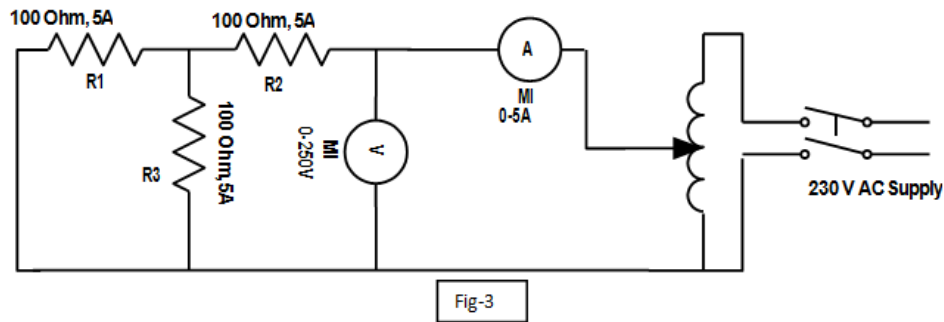 100 Ohm, 5A
100 Ohm, 5A
R1
R2
A
MI
0-5A
100 Ohm,5A
R3
MI
0-250V
V
230 V AC Supply
Fig-3